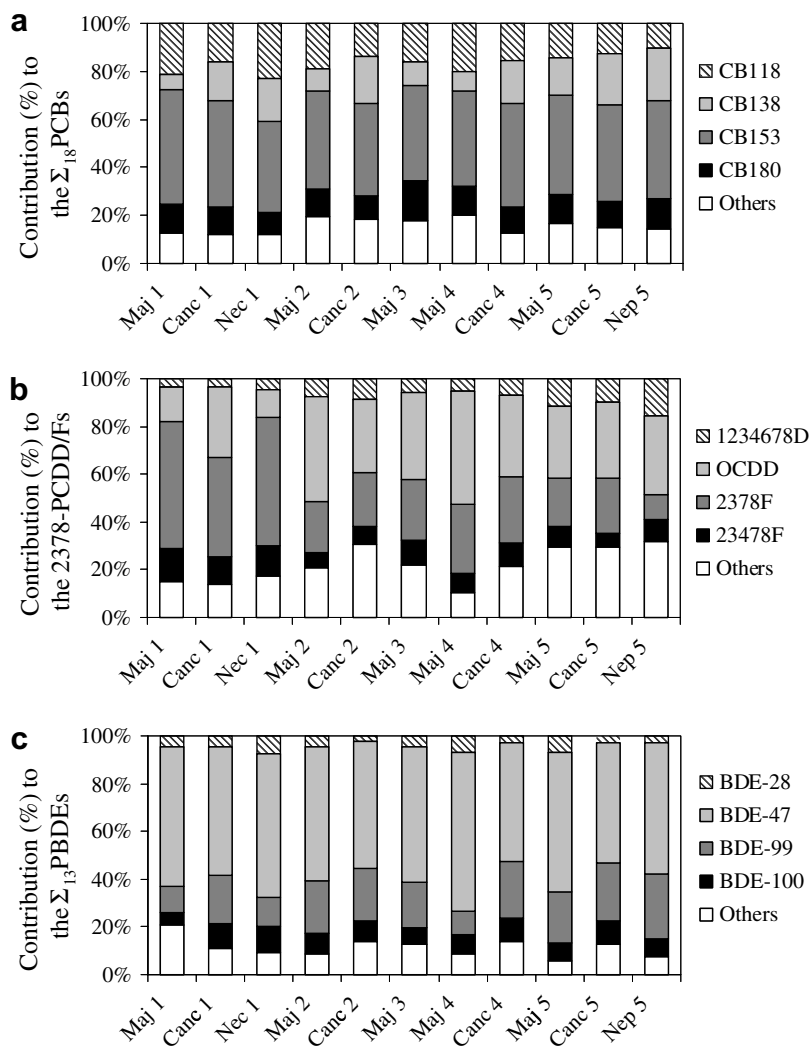 a
Contribution (%) to
the Σ18PCBs
100%
80%
60%
40%
20%
0%
Maj 1
Canc 1
Nec 1
Maj 2
Canc 2
Maj 3
Maj 4
Canc 4
Maj 5
Canc 5
Nep 5
CB118
CB138
CB153
CB180
Others
b
Contribution (%) to
the 2378-PCDD/Fs
100%
80%
60%
40%
20%
0%
Maj 1
Canc 1
Nec 1
Maj 2
Canc 2
Maj 3
Maj 4
Canc 4
Maj 5
Canc 5
Nep 5
1234678D
OCDD
2378F
23478F
Others
c
Contribution (%) to
the Σ13PBDEs
100%
80%
60%
40%
20%
0%
Maj 1
Canc 1
Nec 1
Maj 2
Canc 2
Maj 3
Maj 4
Canc 4
Maj 5
Canc 5
Nep 5
BDE-28
BDE-47
BDE-99
BDE-100
Others